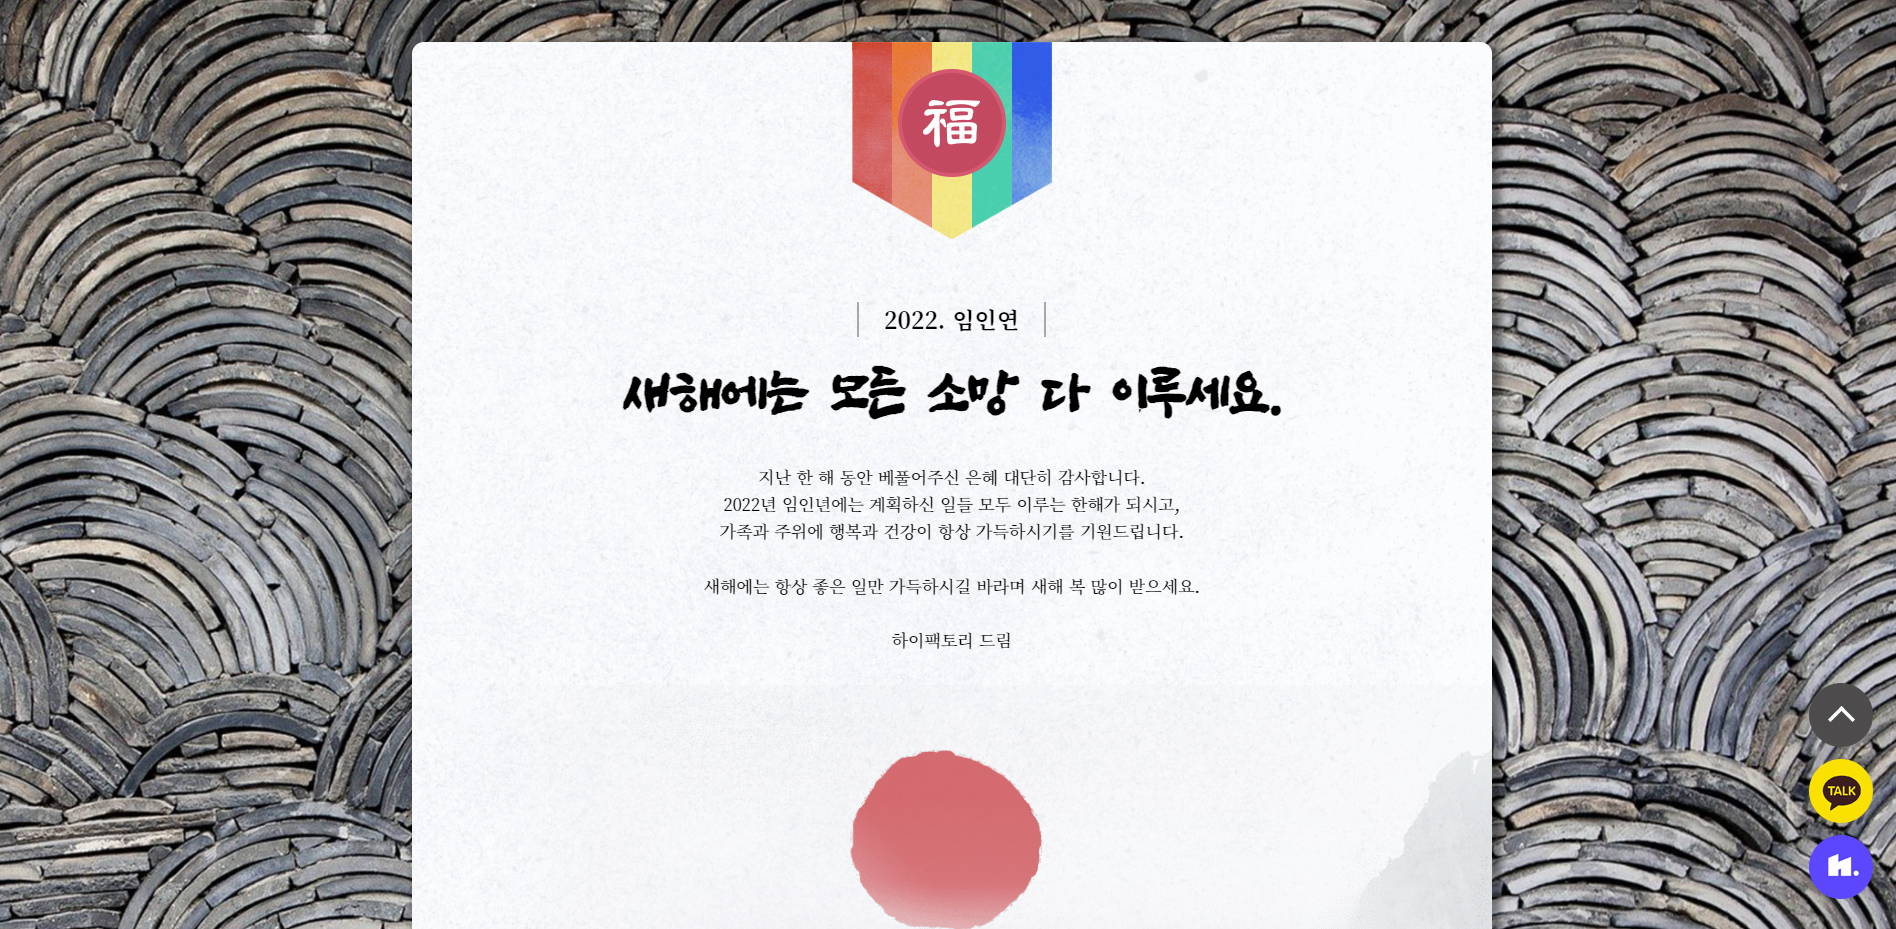 福
2022. 임인연
새해에는 모든 소망 다 이루세요.
지난 한 해 동안 베풀어주신 은혜 대단히 감사합니다.
2022년 임인년에는 계획하신 일들 모두 이루는 한해가 되시고,
가족과 주위에 행복과 건강이 항상 가득하시기를 기원드립니다.
새해에는 항상 좋은 일만 가득하시길 바라며 새해 복 많이 받으세요.
하이팩토리 드림
TALK